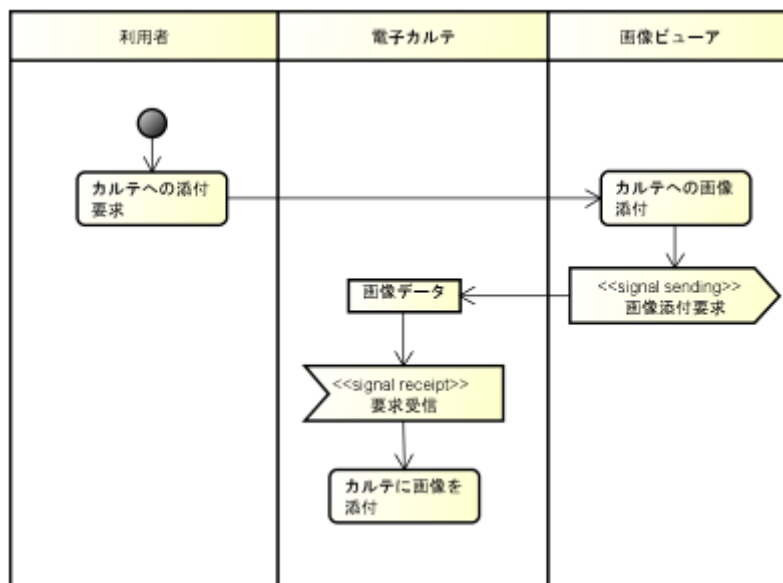 利用者
電子カルテ
画像ビューア
カルテへの添付
要求
カルテへの画像
添付
<<signal sending>>
画像添付要求
画像データ
<<signal receipt>>
要求受信
カルテに画像を
添付